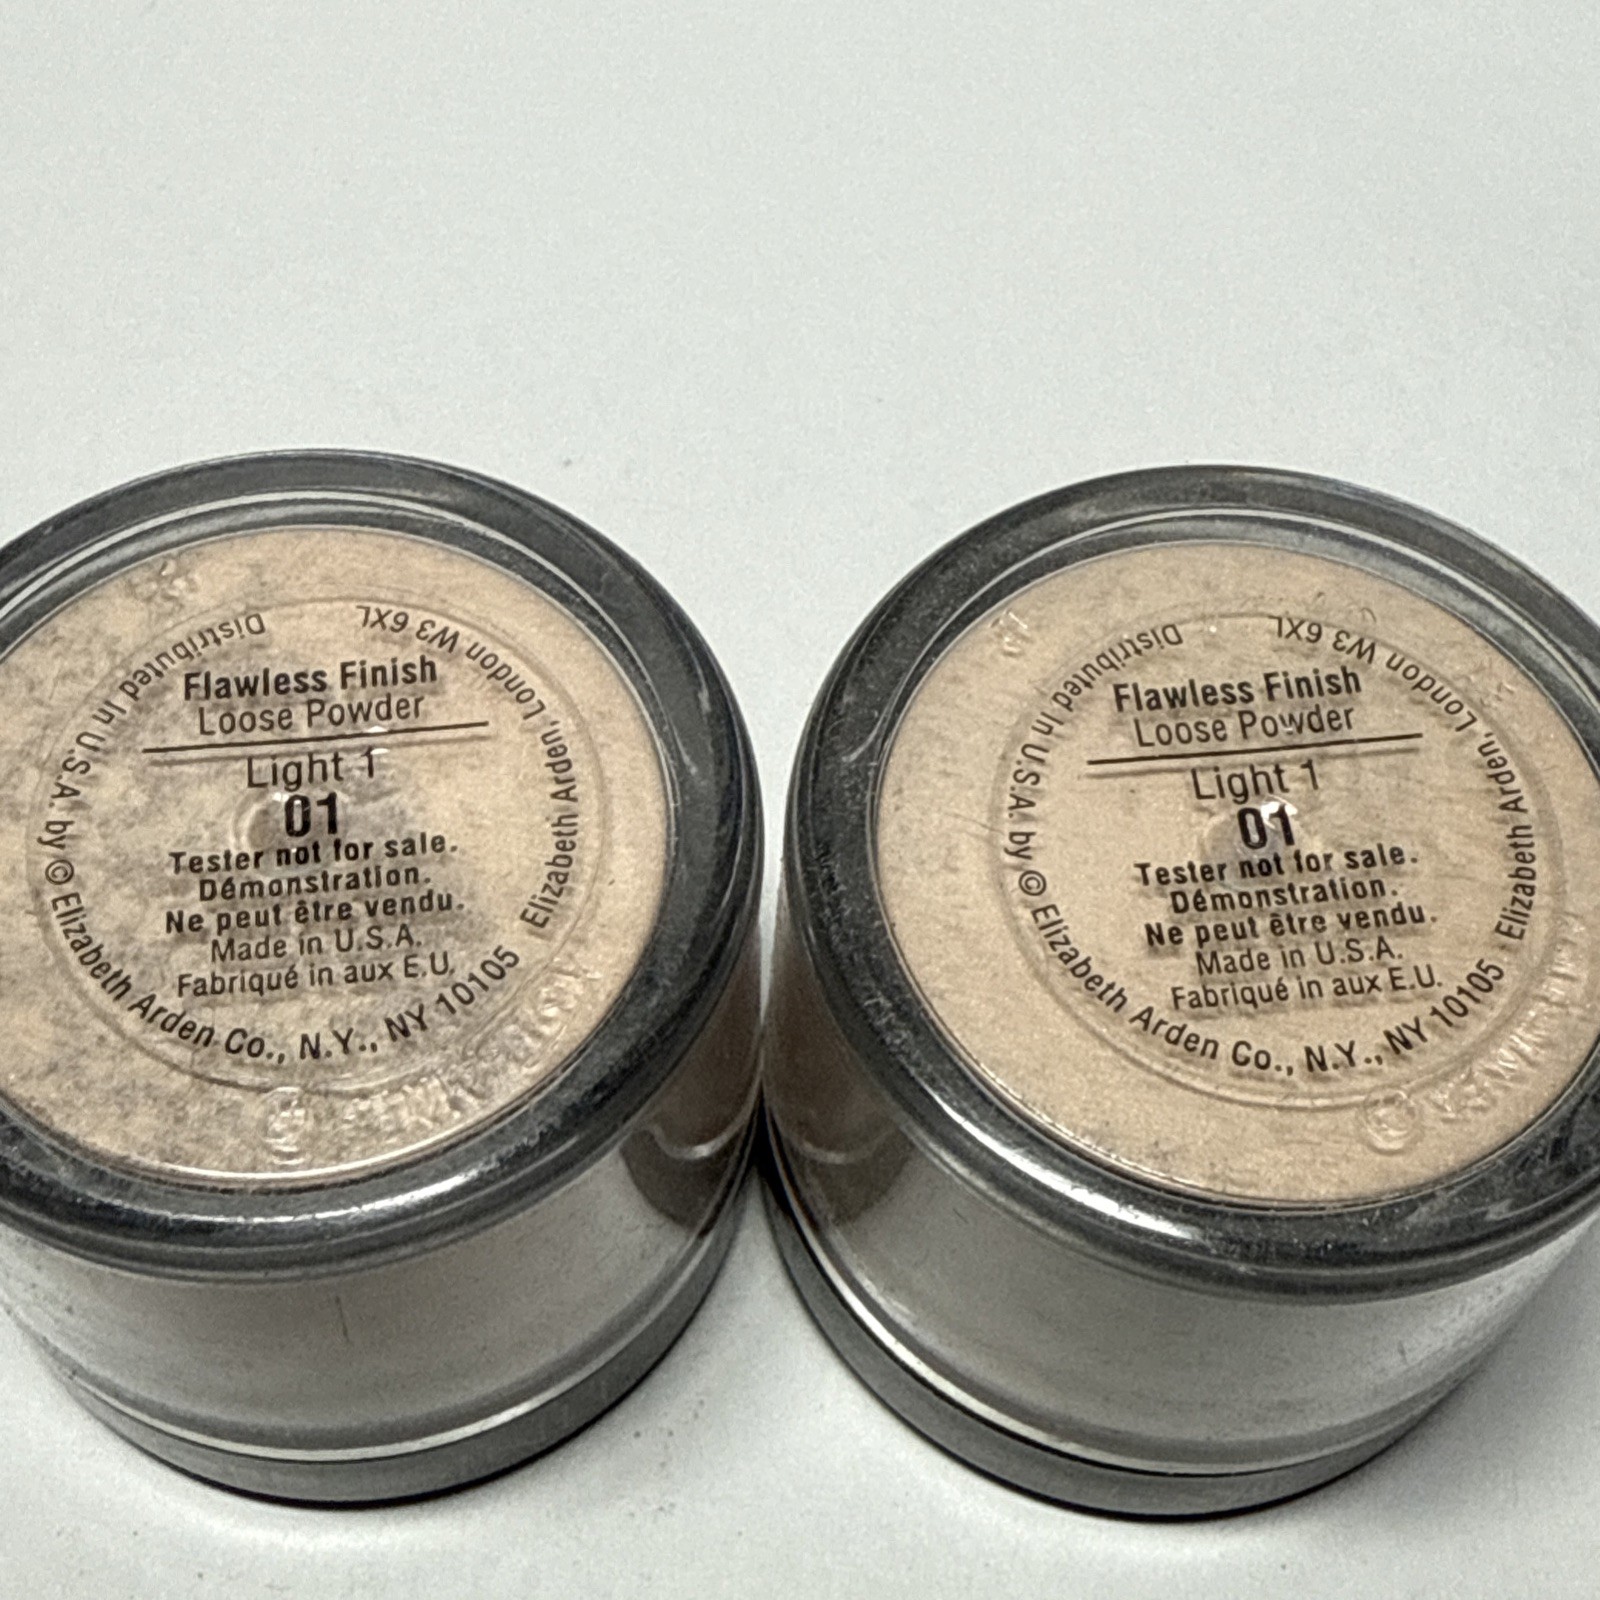 Flawless Finish
Loose Powder
Light 1
01
Tester not for sale.
Démonstration.
Ne peut être vendu.
Made in U.S.A.
Fabriqué in aux E.U.
Distributed In U.S.A. by © Elizabeth Arden Co., N.Y., NY 10105
Elizabeth Arden, London W3 6XL
Flawless Finish
Loose Powder
Light 1
01
Tester not for sale.
Démonstration.
Ne peut être vendu.
Made in U.S.A.
Fabriqué in aux E.U.
Distributed In U.S.A. by © Elizabeth Arden Co., N.Y., NY 10105
Elizabeth Arden, London W3 6XL